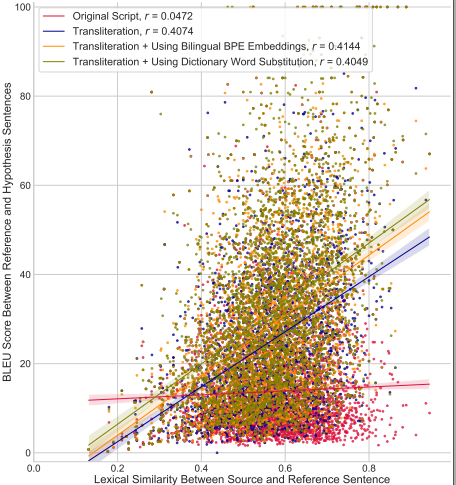 100
Original Script, r = 0.0472
Transliteration, r = 0.4074
Transliteration + Using Bilingual BPE Embeddings, r = 0.4144
Transliteration + Using Dictionary Word Substitution, r = 0.4049
80
60
40
20
0
BLEU Score Between Reference and Hypothesis Sentences
0.0 0.2 0.4 0.6 0.8
Lexical Similarity Between Source and Reference Sentence